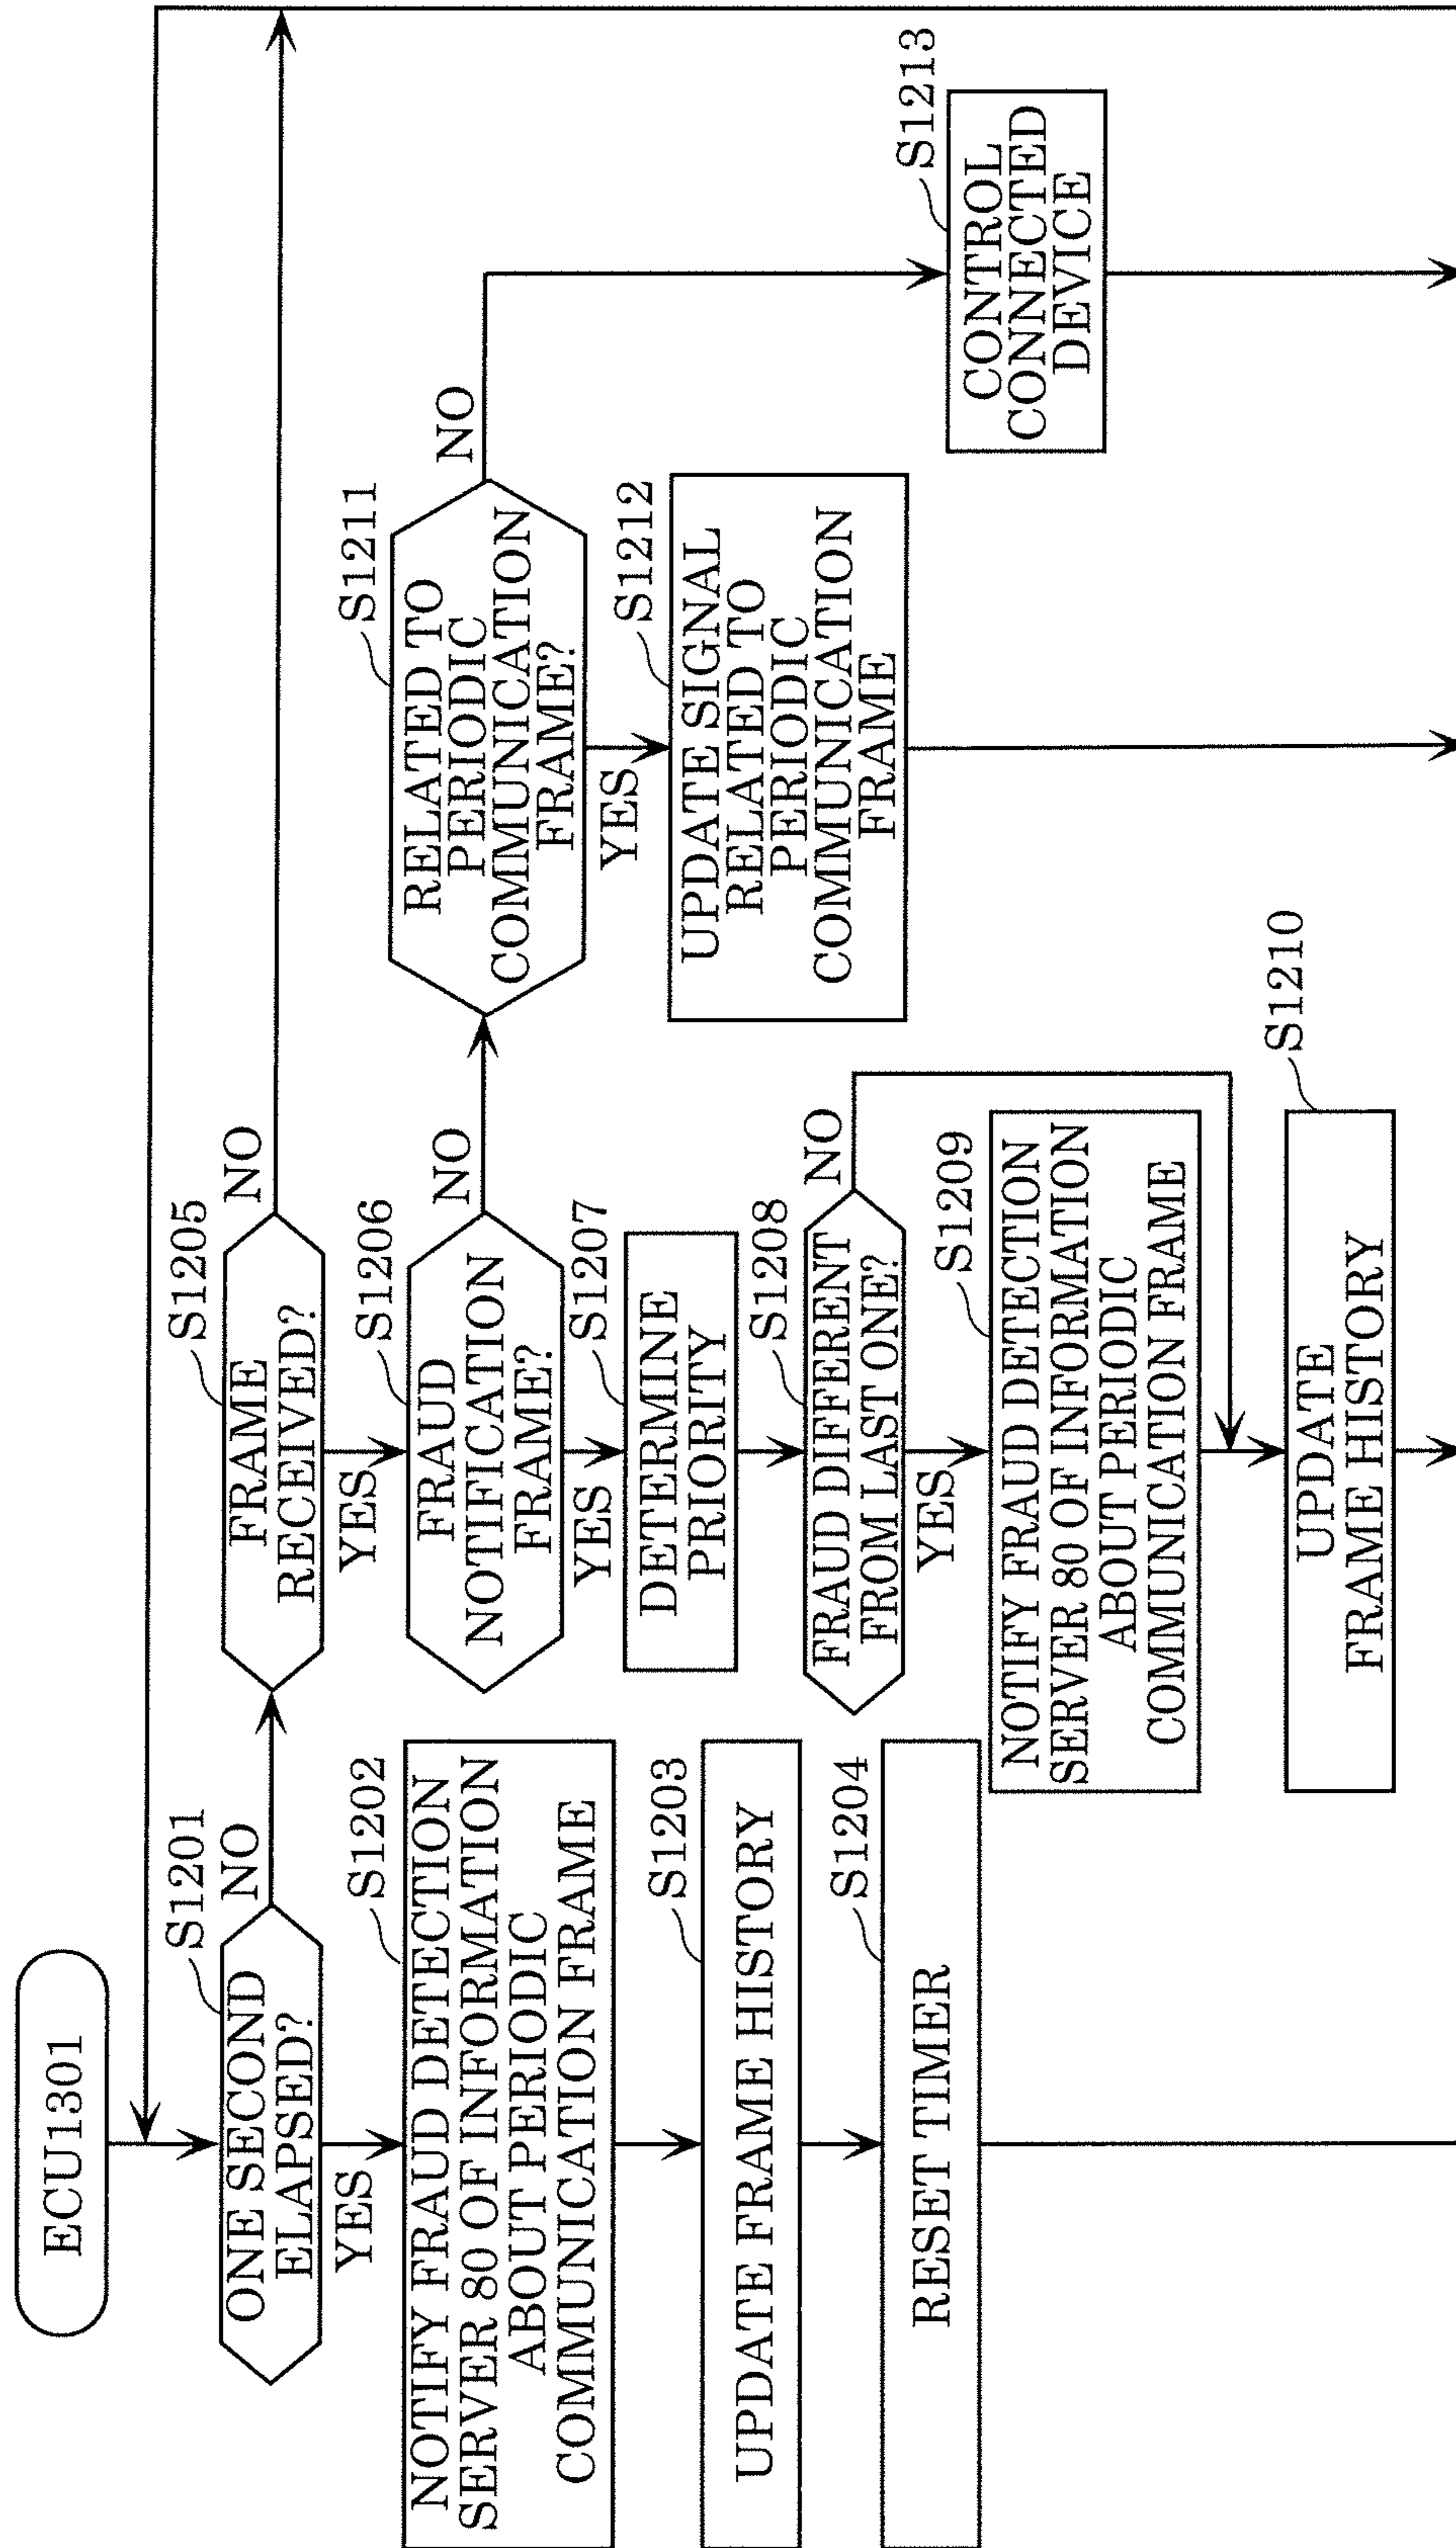 ECU1301
S1201
ONE SECOND
ELAPSED?
NO
YES
S1202
NOTIFY FRAUD DETECTION
SERVER 80 OF INFORMATION
ABOUT PERIODIC
COMMUNICATION FRAME
S1203
UPDATE FRAME HISTORY
S1204
RESET TIMER
S1205
FRAME
RECEIVED?
NO
YES
S1206
FRAUD
NOTIFICATION
FRAME?
NO
YES
S1207
DETERMINE
PRIORITY
S1208
FRAUD DIFFERENT
FROM LAST ONE?
NO
YES
S1209
NOTIFY FRAUD DETECTION
SERVER 80 OF INFORMATION
ABOUT PERIODIC
COMMUNICATION FRAME
S1210
UPDATE
FRAME HISTORY
S1211
RELATED TO
PERIODIC
COMMUNICATION
FRAME?
NO
YES
S1212
UPDATE SIGNAL
RELATED TO
PERIODIC
COMMUNICATION
FRAME
S1213
CONTROL
CONNECTED
DEVICE